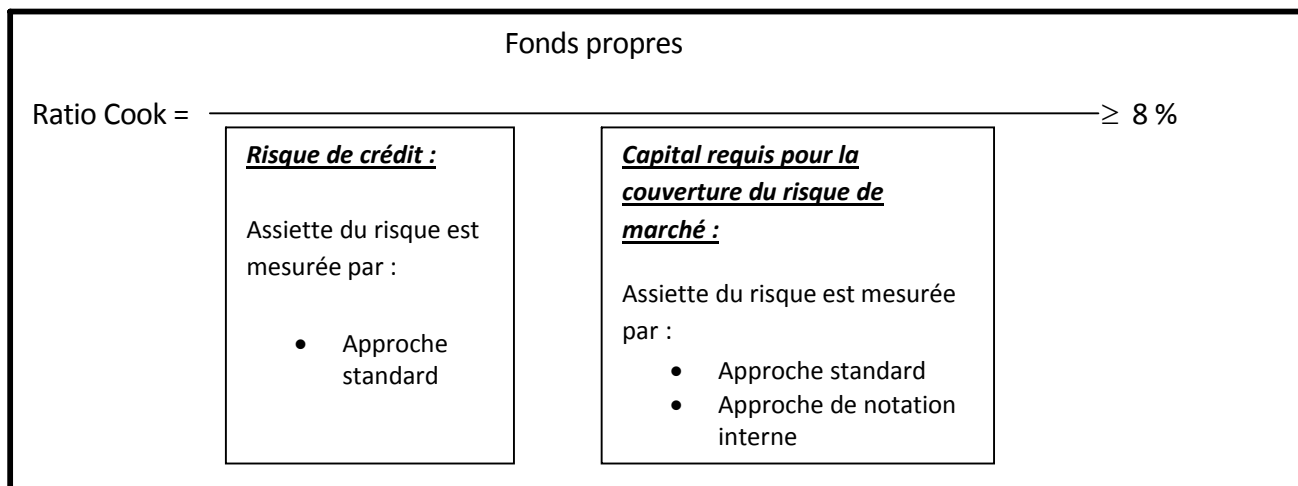 Fonds propres
Ratio Cook = ≥ 8 %
Risque de crédit :
Assiette du risque est
mesurée par :
• Approche
standard
Capital requis pour la
couverture du risque de
marché :
Assiette du risque est mesurée
par :
• Approche standard
• Approche de notation
interne